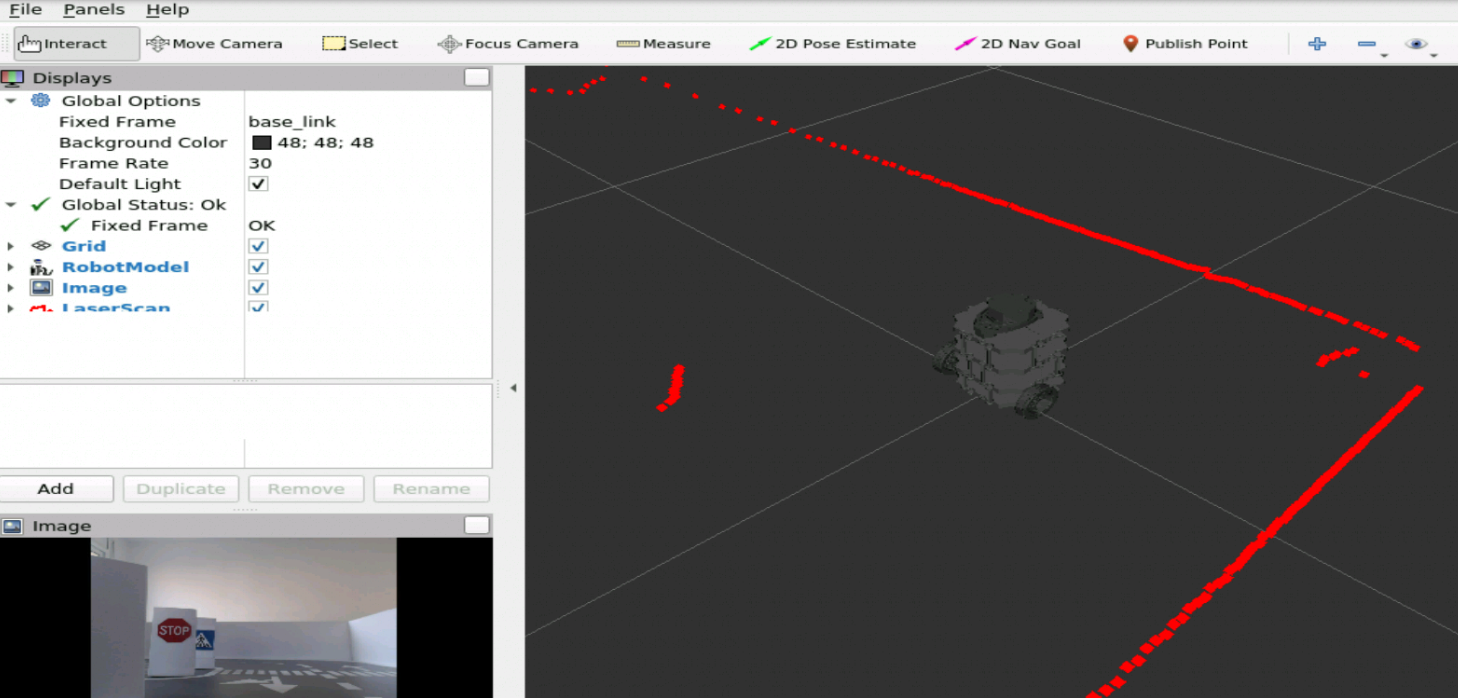 File Panels Help
Interact Move Camera Select Focus Camera Measure 2D Pose Estimate 2D Nav Goal Publish Point
Displays
Global Options
Fixed Frame base_link
Background Color 48; 48; 48
Frame Rate 30
Default Light
Global Status: Ok
Fixed Frame OK
Grid
RobotModel
Image
LaserScan
Add Duplicate Remove Rename
Image
STOP